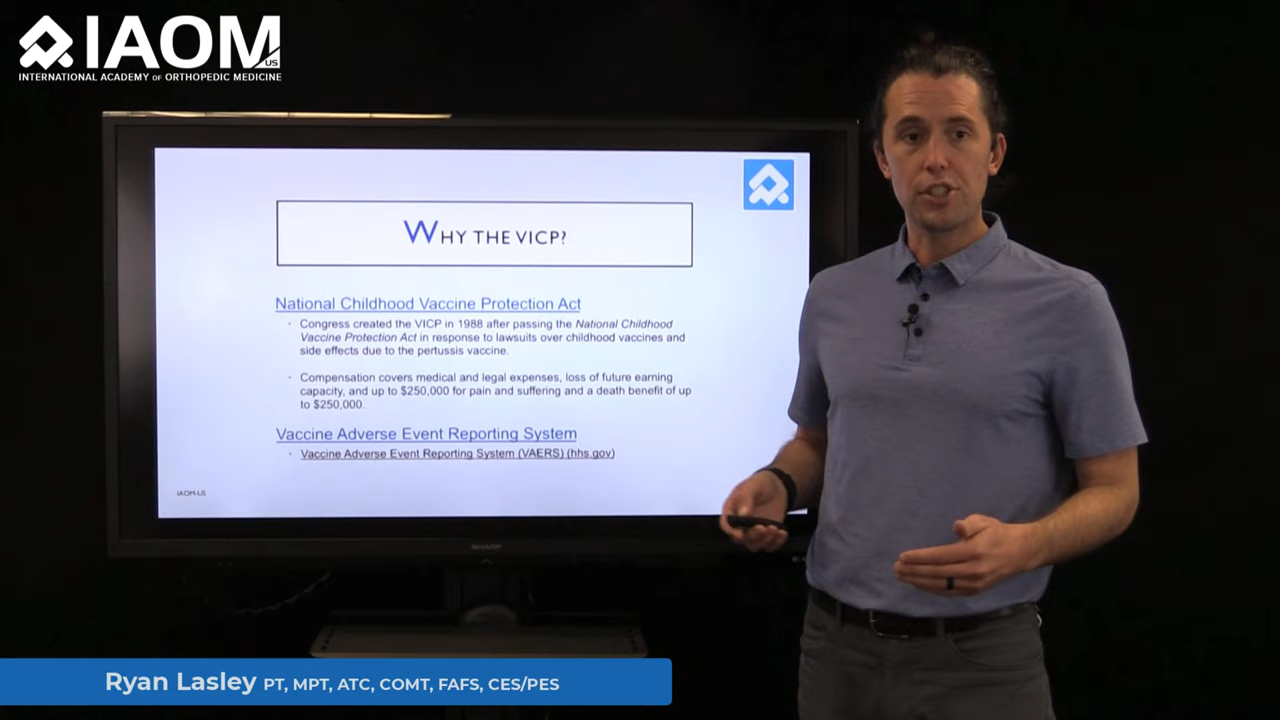 IAOM
US
INTERNATIONAL ACADEMY OF ORTHOPEDIC MEDICINE
WHY THE VICP?
National Childhood Vaccine Protection Act
· Congress created the VICP in 1988 after passing the National Childhood
Vaccine Protection Act in response to lawsuits over childhood vaccines and
side effects due to the pertussis vaccine.
· Compensation covers medical and legal expenses, loss of future earning
capacity, and up to $250,000 for pain and suffering and a death benefit of up
to $250,000.
Vaccine Adverse Event Reporting System
· Vaccine Adverse Event Reporting System (VAERS) (hhs.gov)
IAOM-US
SHARP
Ryan Lasley PT, MPT, ATC, COMT, FAFS, CES/PES